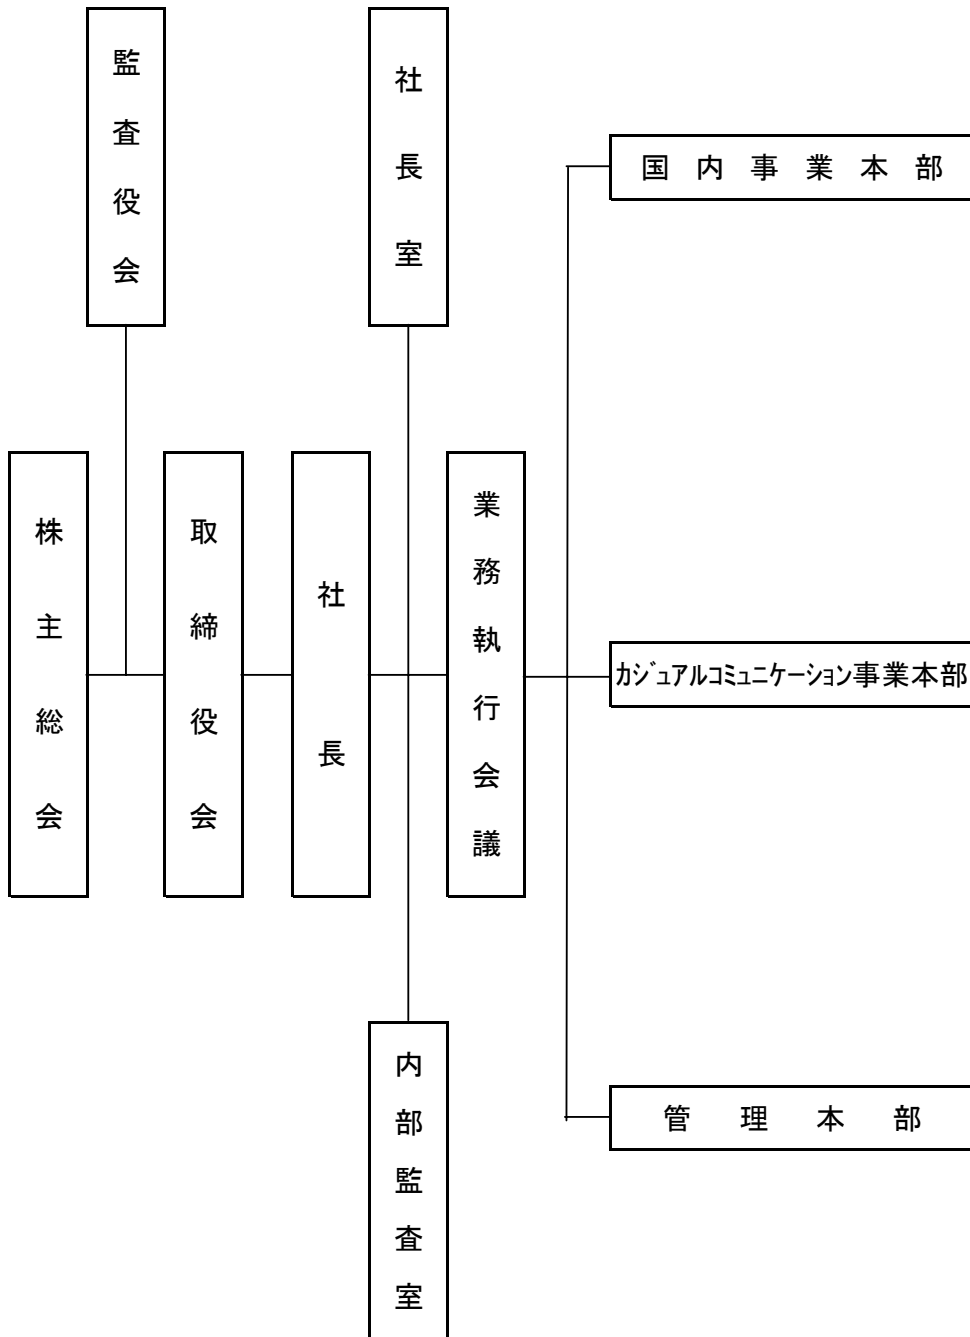 監査役会
社長室
国内事業本部
株主総会
取締役会
社長
業務執行会議
ｶｼﾞｭｱﾙｺﾐｭﾆｹｰｼｮﾝ事業本部
内部監査室
管理本部